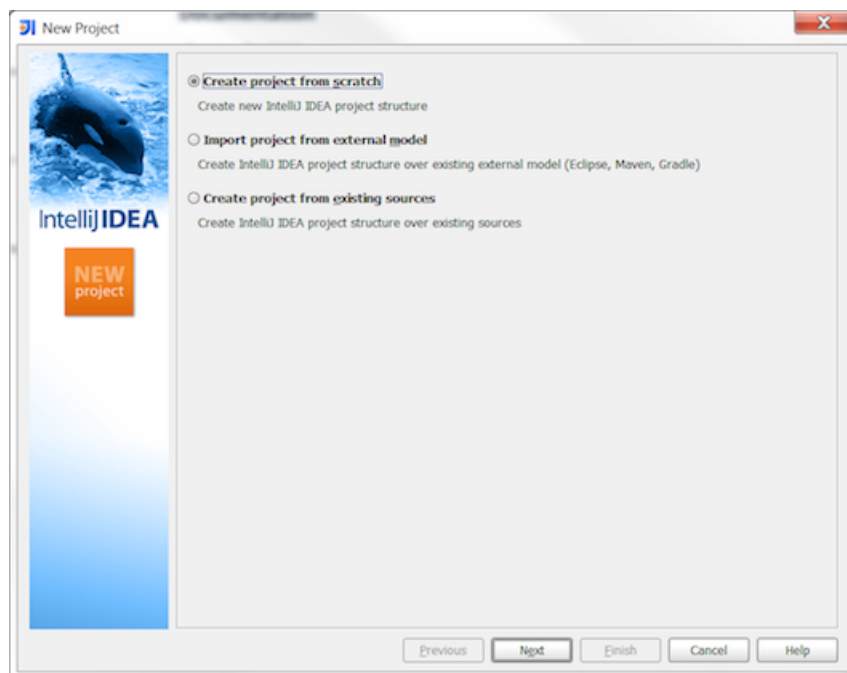 New Project
Create project from scratch
Create new IntelliJ IDEA project structure
Import project from external model
Create IntelliJ IDEA project structure over existing external model (Eclipse, Maven, Gradle)
Create project from existing sources
Create IntelliJ IDEA project structure over existing sources
IntelliJIDEA
NEW
project
Previous
Next
Finish
Cancel
Help